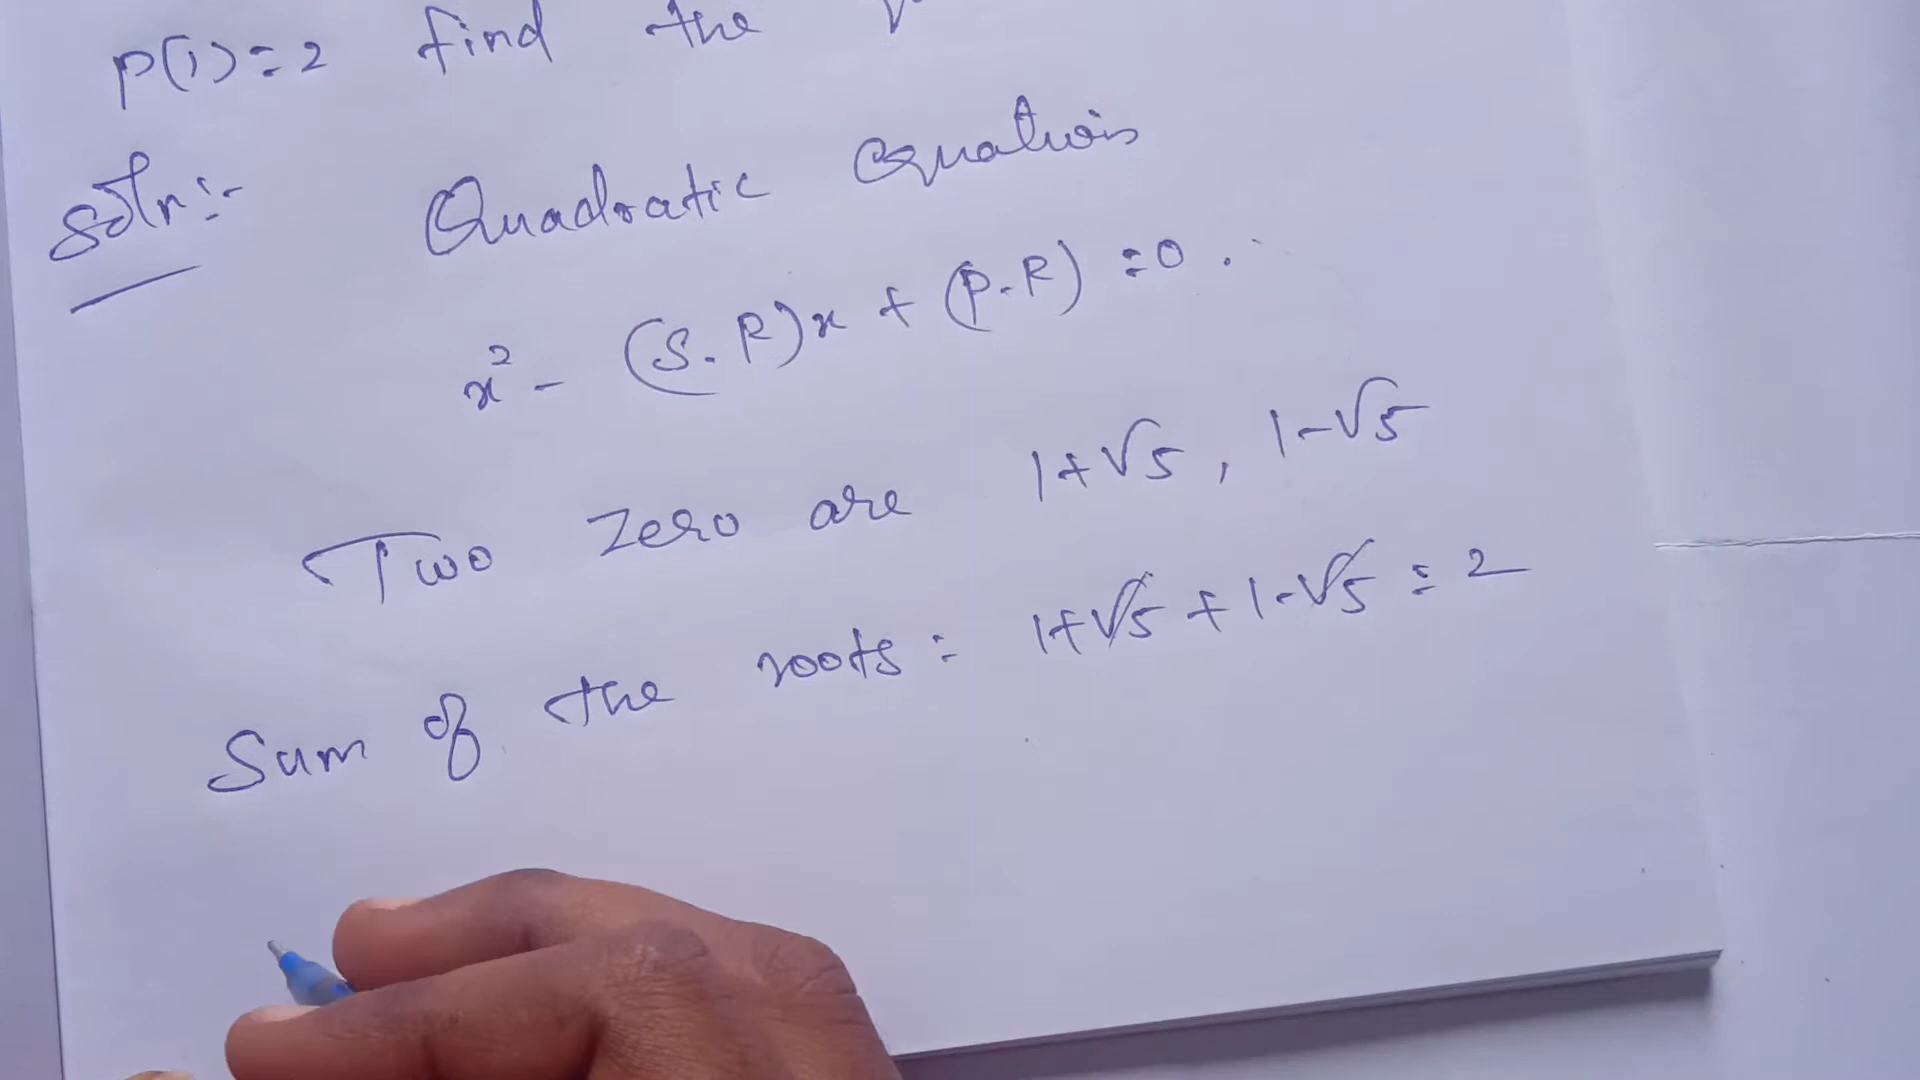 P(1)=2 find the
Soln:-
Quadratic Equation
x² - (S.R)x + (P.R) = 0.
Two Zero are 1+√5, 1-√5
Sum of the roots = 1+√5 + 1-√5 = 2